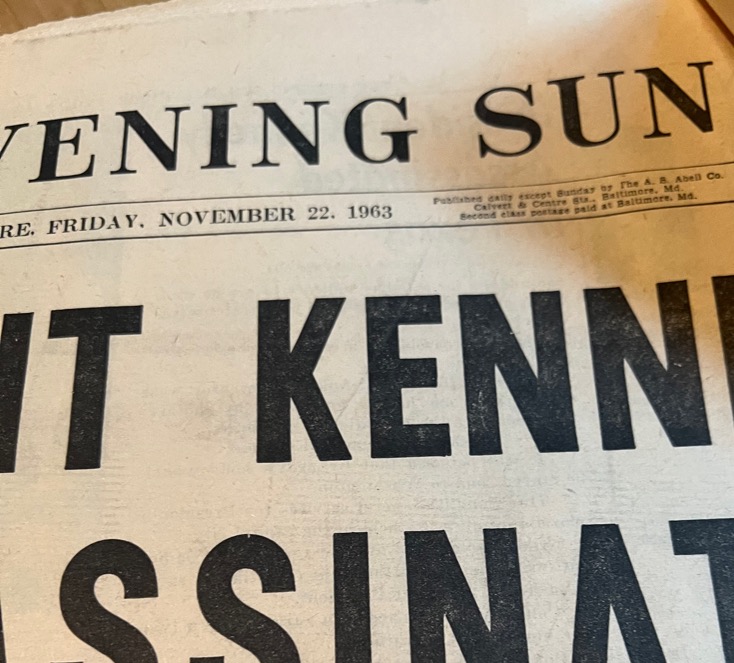 VENING SUN
RE, FRIDAY, NOVEMBER 22, 1963
Published daily except Sunday by The A. S. Abell Co.
Calvert & Centre Sts., Baltimore, Md.
Second class postage paid at Baltimore, Md.
NT KENN
ASSINAT